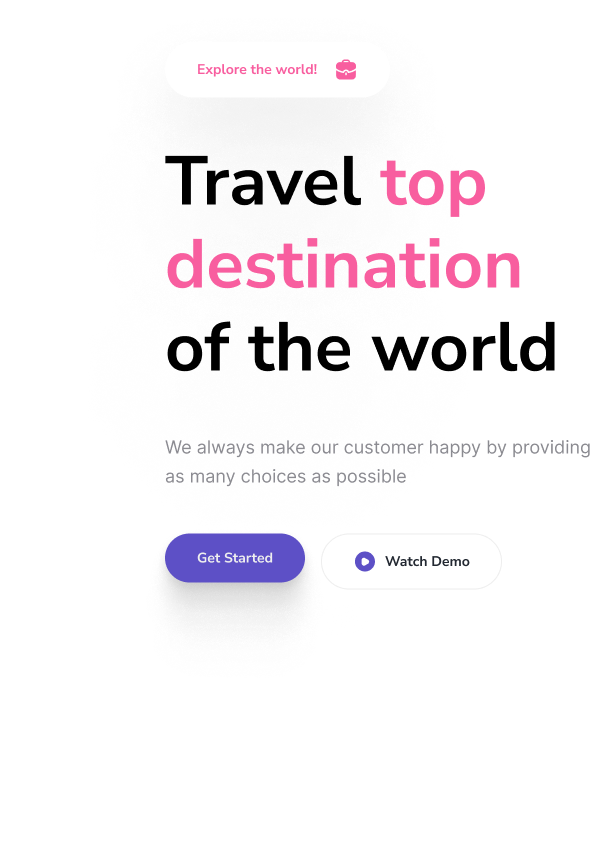 Explore the world!
Travel top
destination
of the world
We always make our customer happy by providing
as many choices as possible
Get Started
Watch Demo